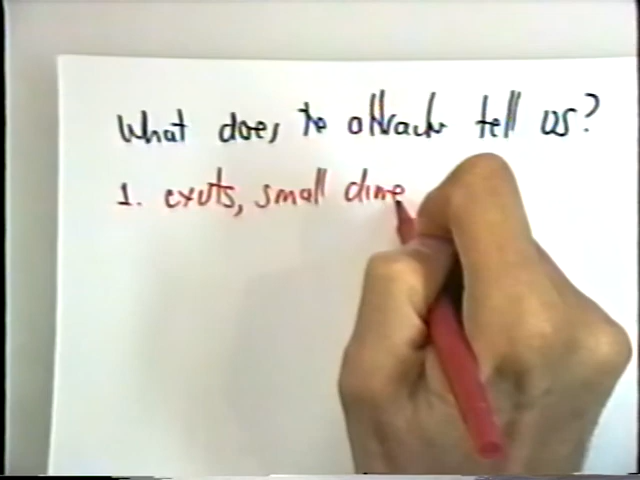 What does the attractor tell us?
1. exists, small dime